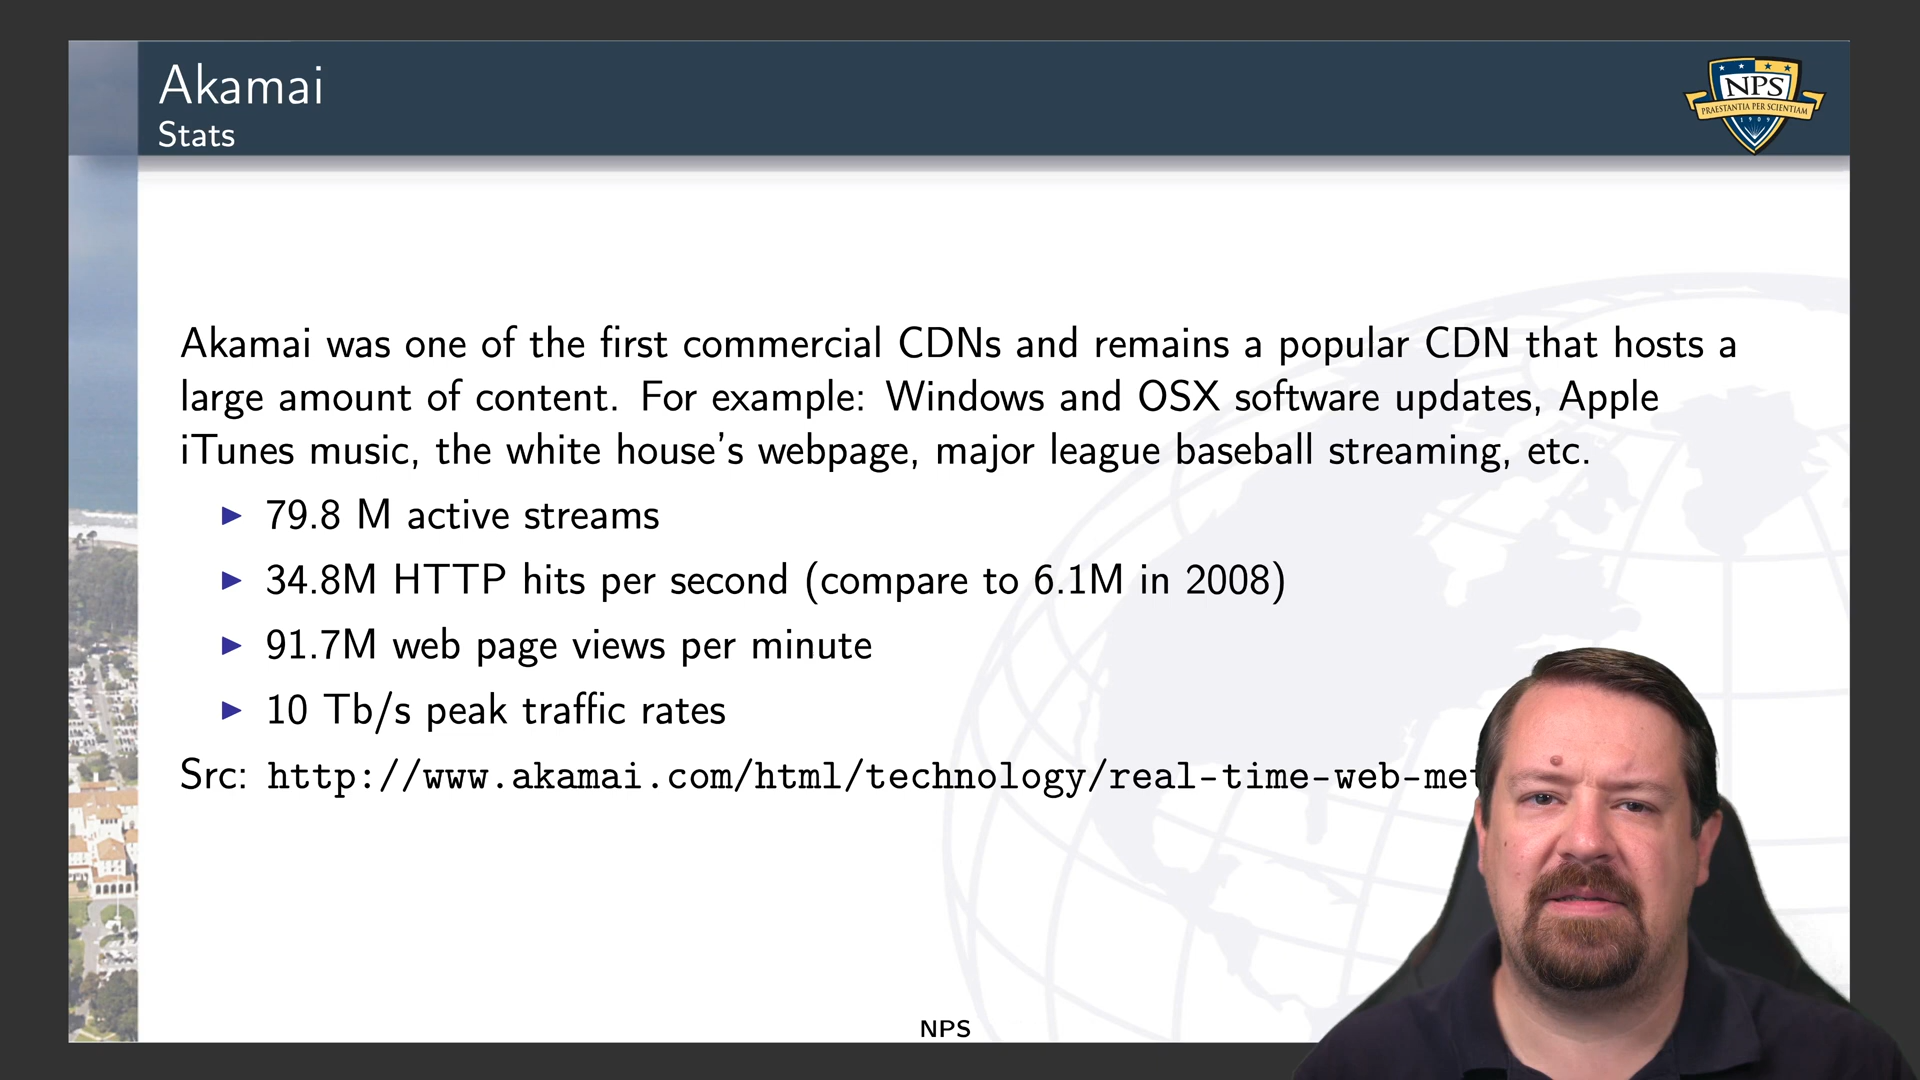 Akamai
Stats
NPS
PRAESTANTIA PER SCIENTIAM
1909
Akamai was one of the first commercial CDNs and remains a popular CDN that hosts a
large amount of content. For example: Windows and OSX software updates, Apple
iTunes music, the white house's webpage, major league baseball streaming, etc.
▶ 79.8 M active streams
▶ 34.8M HTTP hits per second (compare to 6.1M in 2008)
▶ 91.7M web page views per minute
▶ 10 Tb/s peak traffic rates
Src: http://www.akamai.com/html/technology/real-time-web-met
NPS